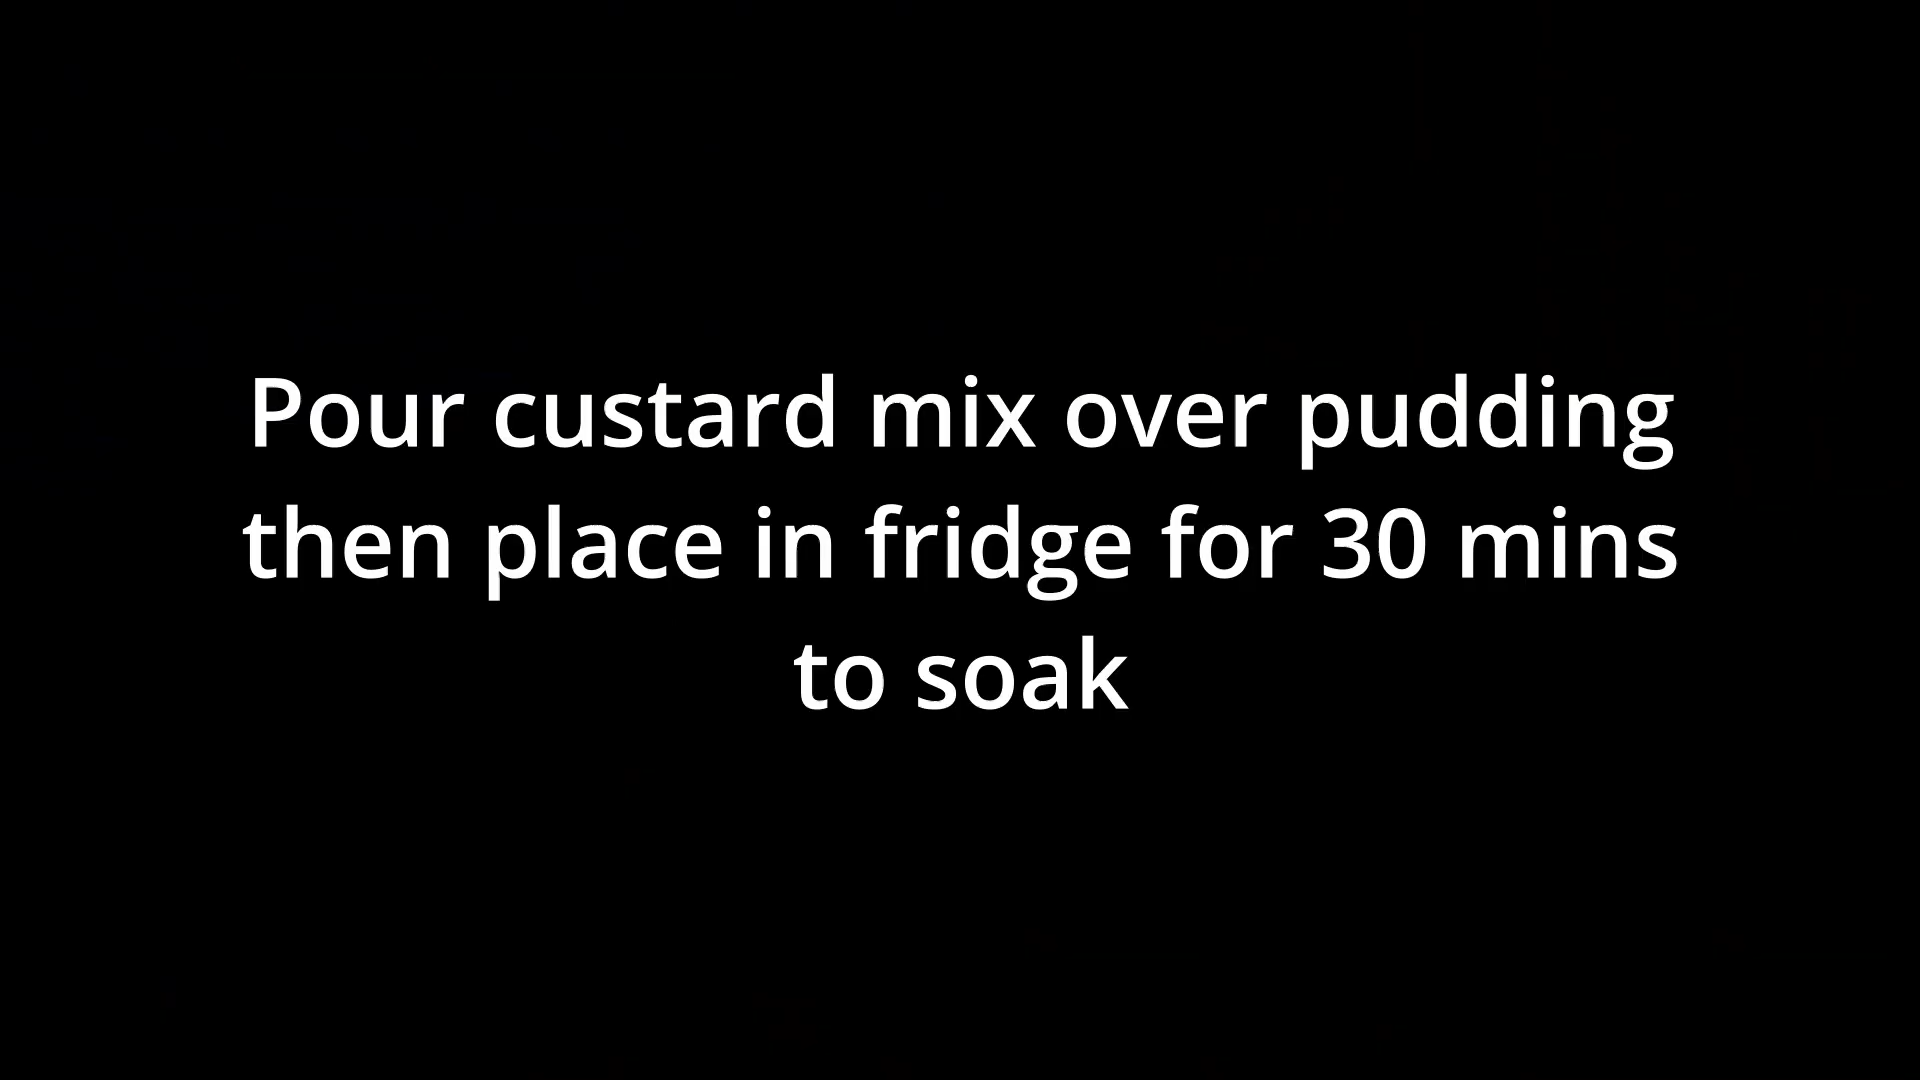 Pour custard mix over pudding
then place in fridge for 30 mins
to soak